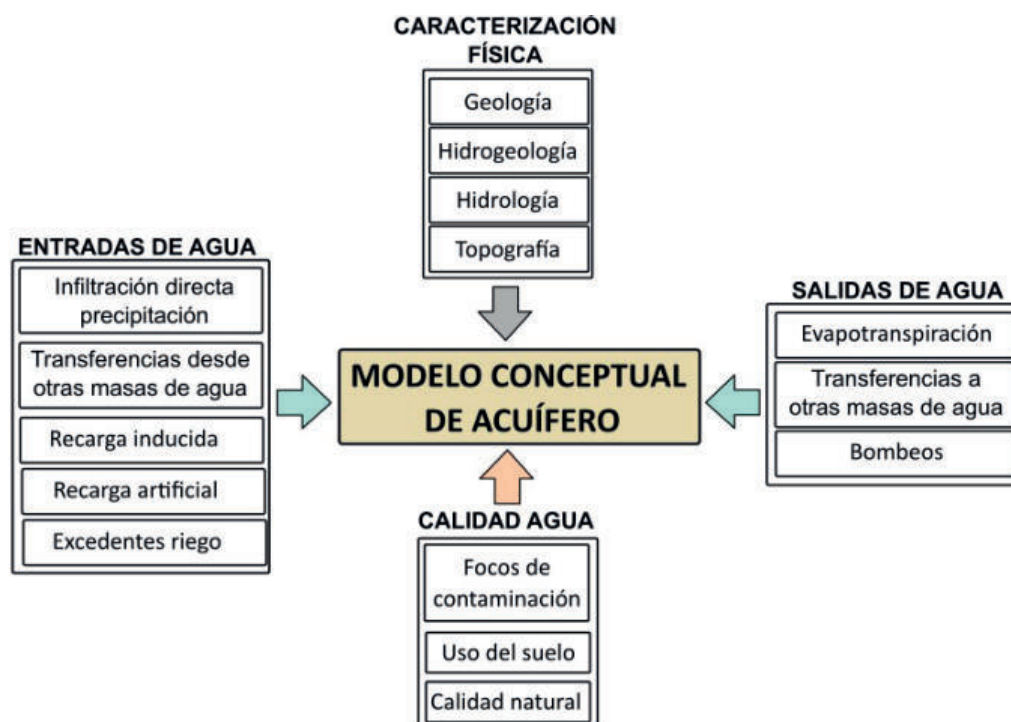 CARACTERIZACIÓN
FÍSICA
Geología
Hidrogeología
Hidrología
Topografía
ENTRADAS DE AGUA
Infiltración directa
precipitación
Transferencias desde
otras masas de agua
Recarga inducida
Recarga artificial
Excedentes riego
MODELO CONCEPTUAL
DE ACUÍFERO
SALIDAS DE AGUA
Evapotranspiración
Transferencias a
otras masas de agua
Bombeos
CALIDAD AGUA
Focos de
contaminación
Uso del suelo
Calidad natural